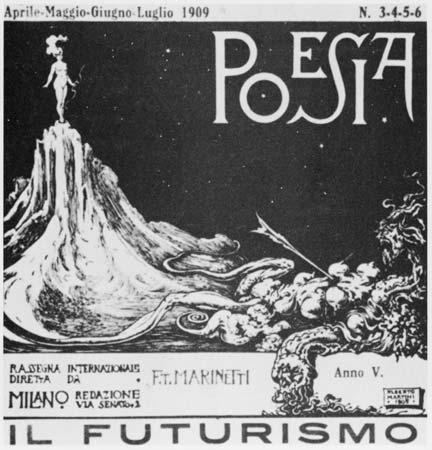 Aprile-Maggio-Giugno-Luglio 1909 N. 3-4-5-6
POESIA
RASSEGNA INTERNAZIONALE
DIRETTA DA F.T. MARINETTI Anno V.
MILANO REDAZIONE
VIA SENATO 2
ALBERTO
MARTINI
IL FUTURISMO